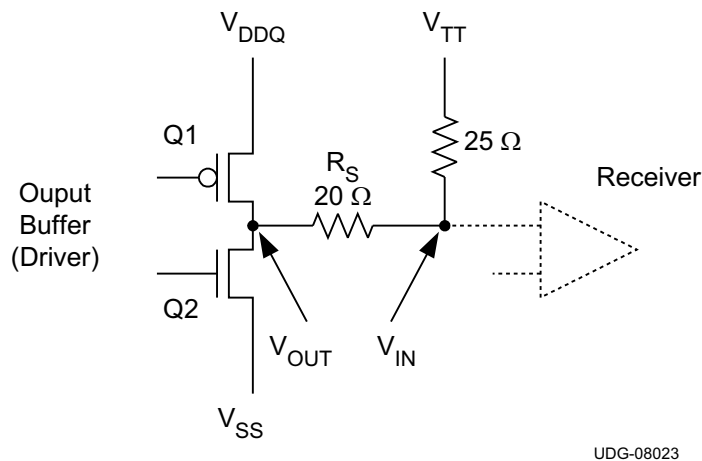 VDDQ
VTT
Q1
25 Ω
RS
20 Ω
Receiver
Ouput
Buffer
(Driver)
Q2
VOUT
VIN
VSS
UDG-08023